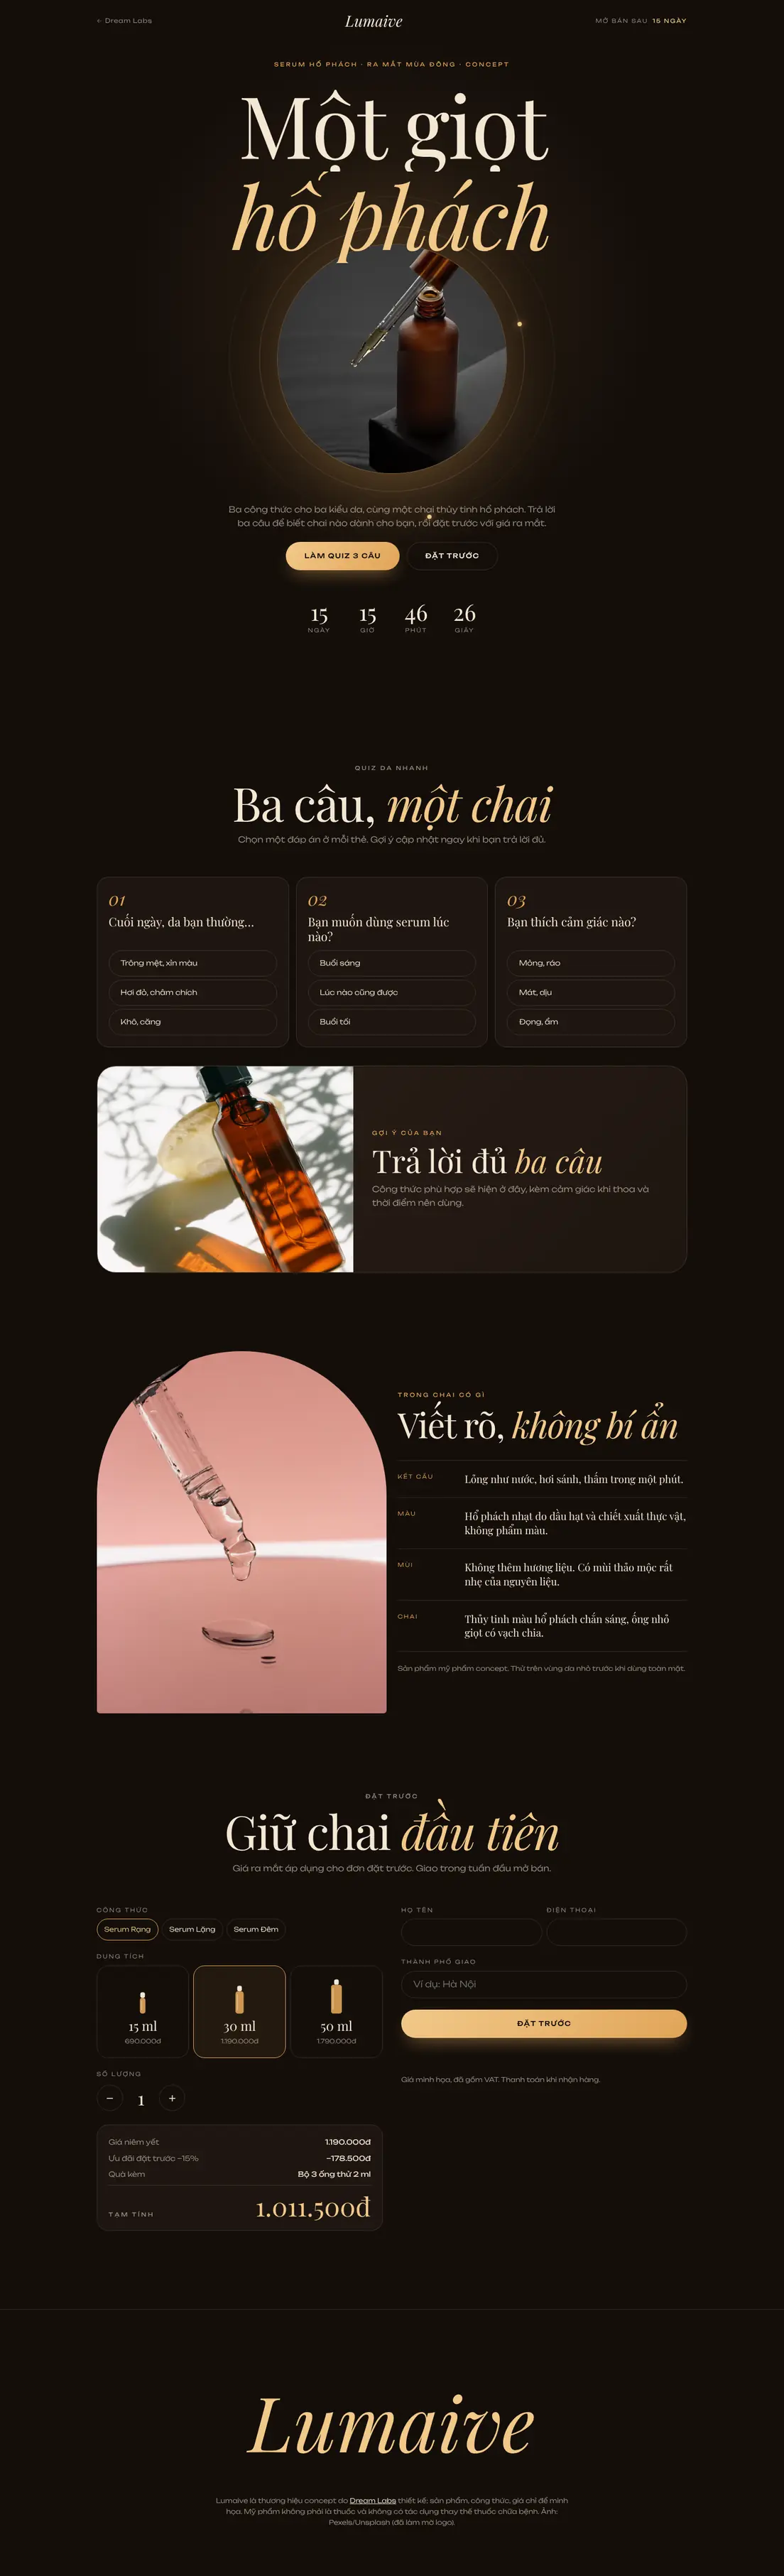 ← Dream Labs
Lumaive
MỞ BÁN SAU 15 NGÀY
SERUM HỔ PHÁCH · RA MẮT MÙA ĐÔNG · CONCEPT
Một giọt
hổ phách
Ba công thức cho ba kiểu da, cùng một chai thủy tinh hổ phách. Trả lời
ba câu để biết chai nào dành cho bạn, rồi đặt trước với giá ra mắt.
LÀM QUIZ 3 CÂU
ĐẶT TRƯỚC
15 15 46 26
NGÀY GIỜ PHÚT GIÂY
QUIZ DA NHANH
Ba câu, một chai
Chọn một đáp án ở mỗi thẻ. Gợi ý cập nhật ngay khi bạn trả lời đủ.
01
Cuối ngày, da bạn thường…
Trông mệt, xỉn màu
Hơi đỏ, châm chích
Khô, căng
02
Bạn muốn dùng serum lúc
nào?
Buổi sáng
Lúc nào cũng được
Buổi tối
03
Bạn thích cảm giác nào?
Mỏng, ráo
Mát, dịu
Đọng, ẩm
GỢI Ý CỦA BẠN
Trả lời đủ ba câu
Công thức phù hợp sẽ hiện ở đây, kèm cảm giác khi thoa và
thời điểm nên dùng.
TRONG CHAI CÓ GÌ
Viết rõ, không bí ẩn
KẾT CẤU
Lỏng như nước, hơi sánh, thấm trong một phút.
MÀU
Hổ phách nhạt do dầu hạt và chiết xuất thực vật,
không phẩm màu.
MÙI
Không thêm hương liệu. Có mùi thảo mộc rất
nhẹ của nguyên liệu.
CHAI
Thủy tinh màu hổ phách chắn sáng, ống nhỏ
giọt có vạch chia.
Sản phẩm mỹ phẩm concept. Thử trên vùng da nhỏ trước khi dùng toàn mặt.
ĐẶT TRƯỚC
Giữ chai đầu tiên
Giá ra mắt áp dụng cho đơn đặt trước. Giao trong tuần đầu mở bán.
CÔNG THỨC
Serum Rạng
Serum Lặng
Serum Đêm
DUNG TÍCH
15 ml
690.000đ
30 ml
1.190.000đ
50 ml
1.790.000đ
SỐ LƯỢNG
− 1 +
Giá niêm yết 1.190.000đ
Ưu đãi đặt trước −15% −178.500đ
Quà kèm Bộ 3 ống thử 2 ml
TẠM TÍNH 1.011.500đ
HỌ TÊN
ĐIỆN THOẠI
THÀNH PHỐ GIAO
Ví dụ: Hà Nội
ĐẶT TRƯỚC
Giá minh họa, đã gồm VAT. Thanh toán khi nhận hàng.
Lumaive
Lumaive là thương hiệu concept do Dream Labs thiết kế; sản phẩm, công thức, giá chỉ để minh
họa. Mỹ phẩm không phải là thuốc và không có tác dụng thay thế thuốc chữa bệnh. Ảnh:
Pexels/Unsplash (đã làm mờ logo).